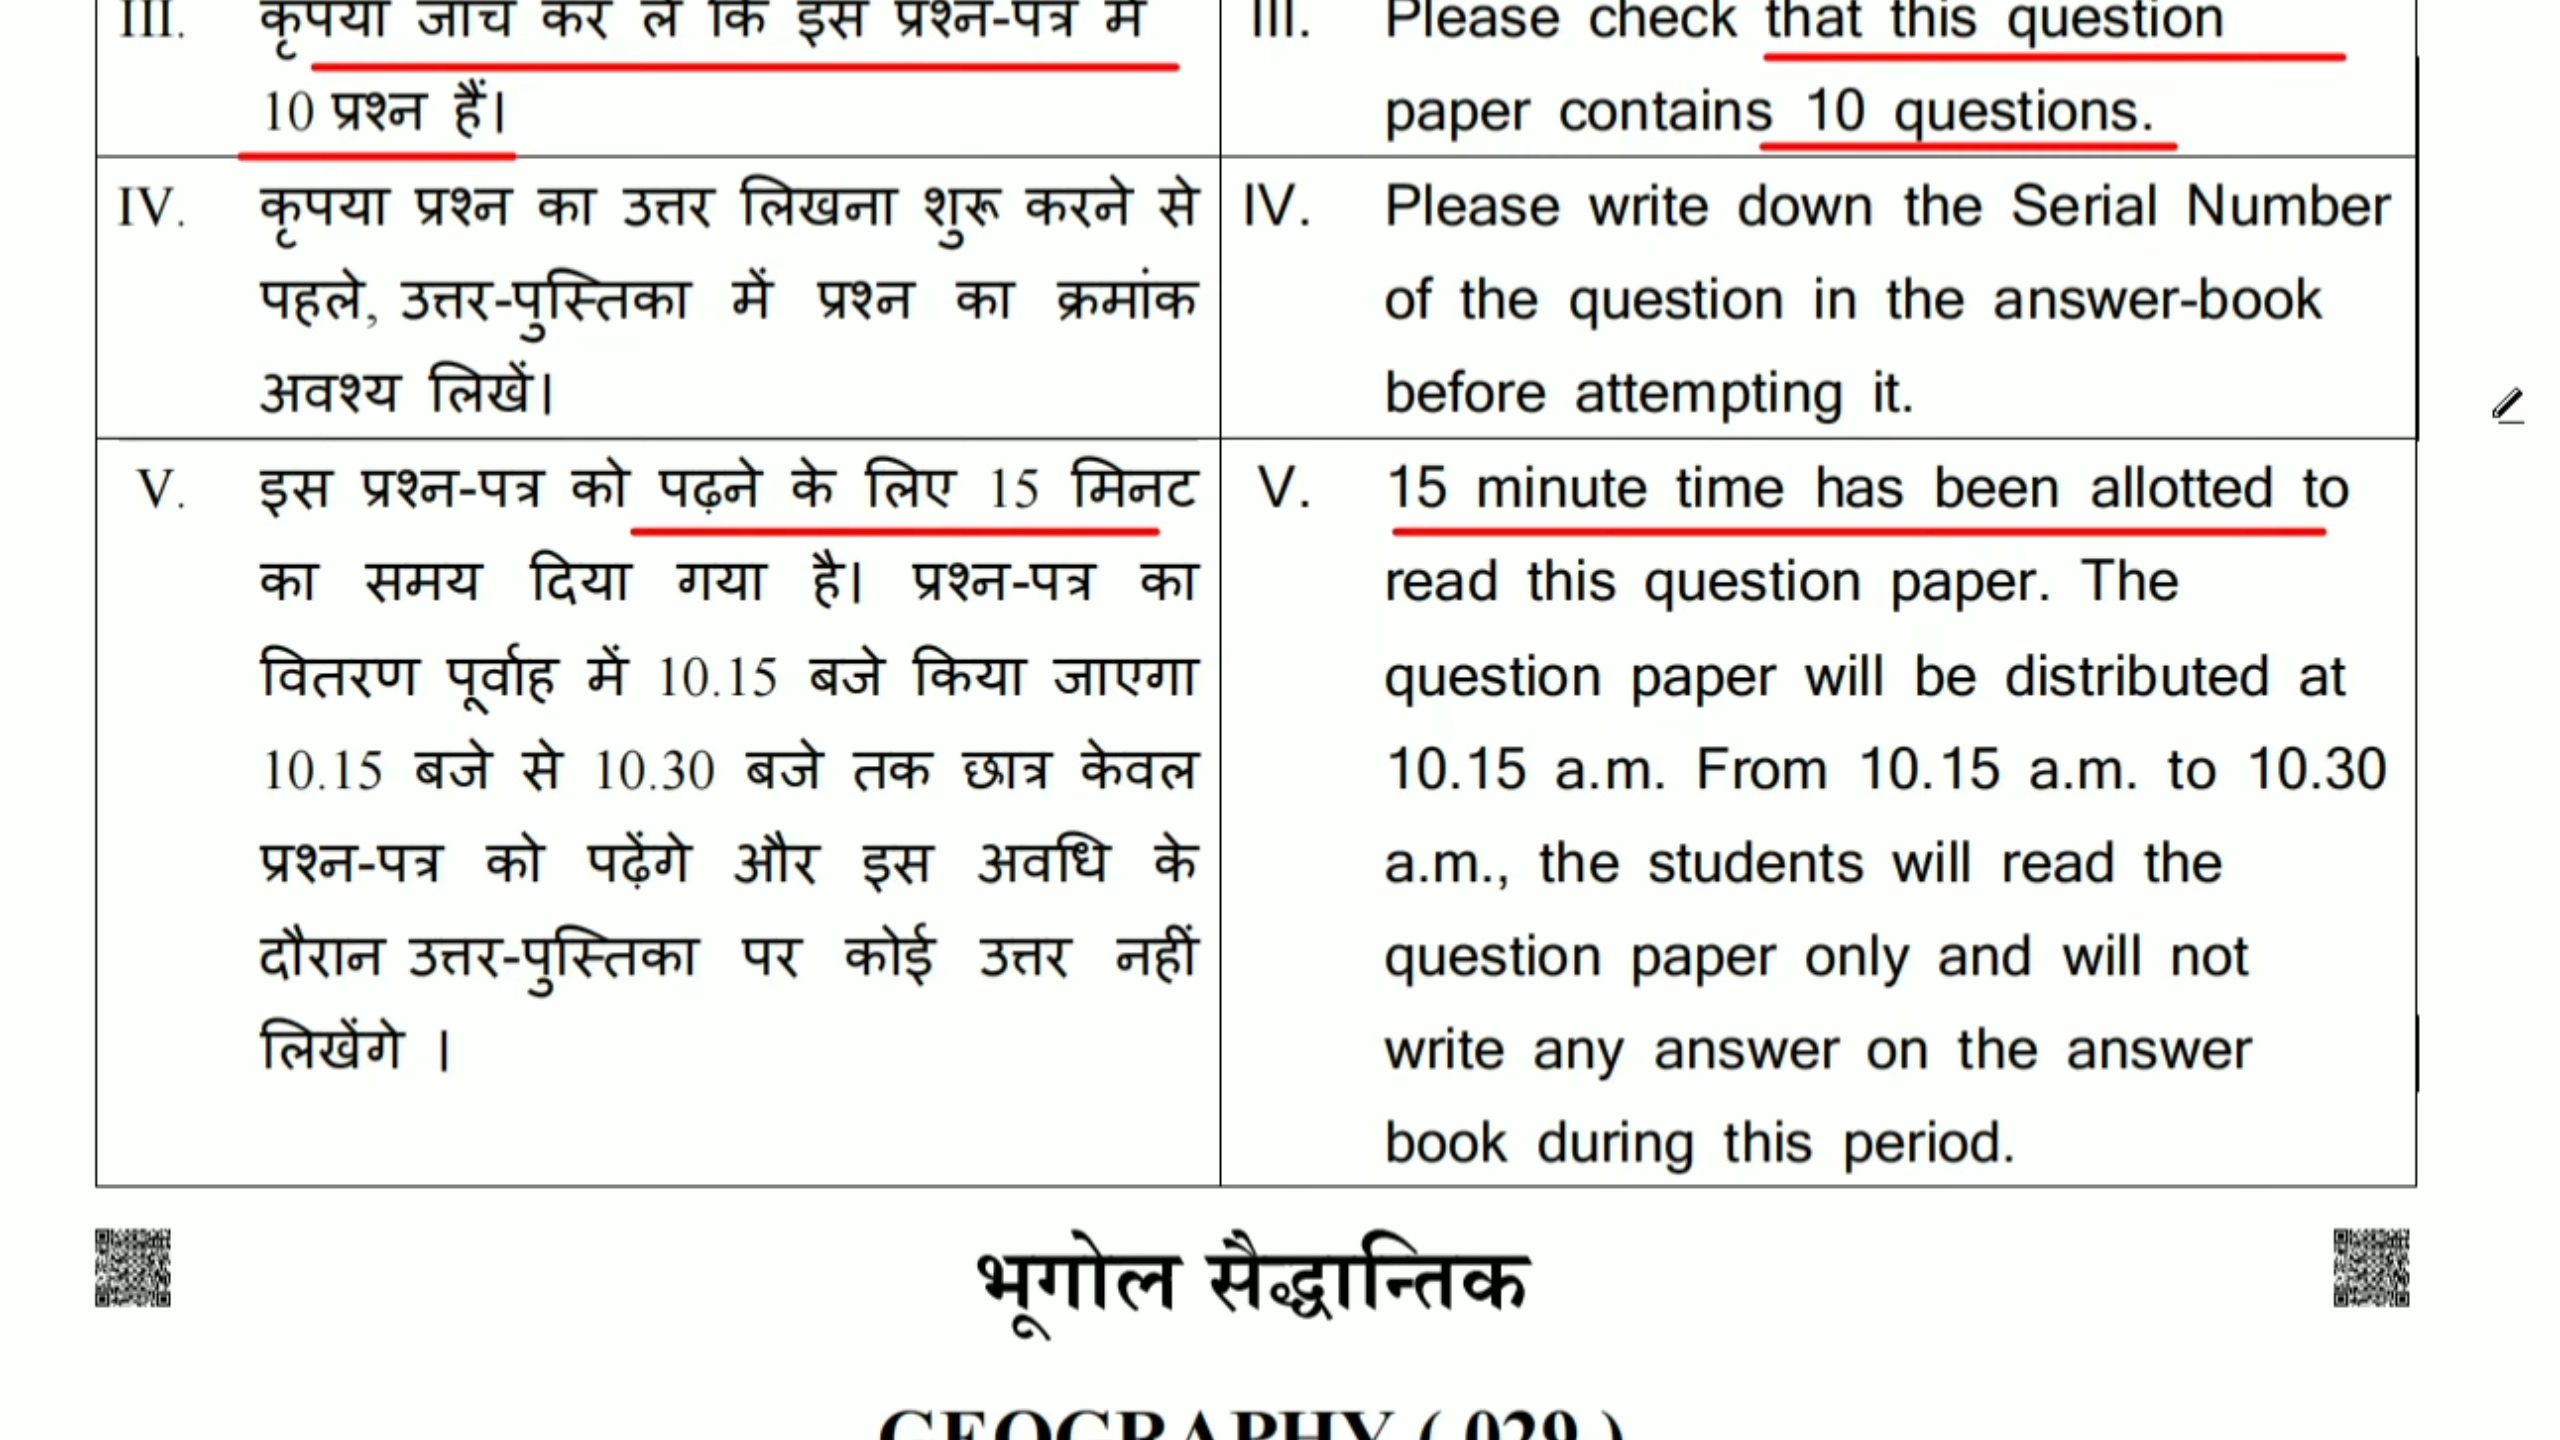 III. कृपया जाँच कर लें कि इस प्रश्न-पत्र में
10 प्रश्न हैं।
IV. कृपया प्रश्न का उत्तर लिखना शुरू करने से
पहले, उत्तर-पुस्तिका में प्रश्न का क्रमांक
अवश्य लिखें।
V. इस प्रश्न-पत्र को पढ़ने के लिए 15 मिनट
का समय दिया गया है। प्रश्न-पत्र का
वितरण पूर्वाह में 10.15 बजे किया जाएगा
10.15 बजे से 10.30 बजे तक छात्र केवल
प्रश्न-पत्र को पढ़ेंगे और इस अवधि के
दौरान उत्तर-पुस्तिका पर कोई उत्तर नहीं
लिखेंगे ।
III. Please check that this question
paper contains 10 questions.
IV. Please write down the Serial Number
of the question in the answer-book
before attempting it.
V. 15 minute time has been allotted to
read this question paper. The
question paper will be distributed at
10.15 a.m. From 10.15 a.m. to 10.30
a.m., the students will read the
question paper only and will not
write any answer on the answer
book during this period.
भूगोल सैद्धान्तिक
GEOGRAPHY ( 029 )